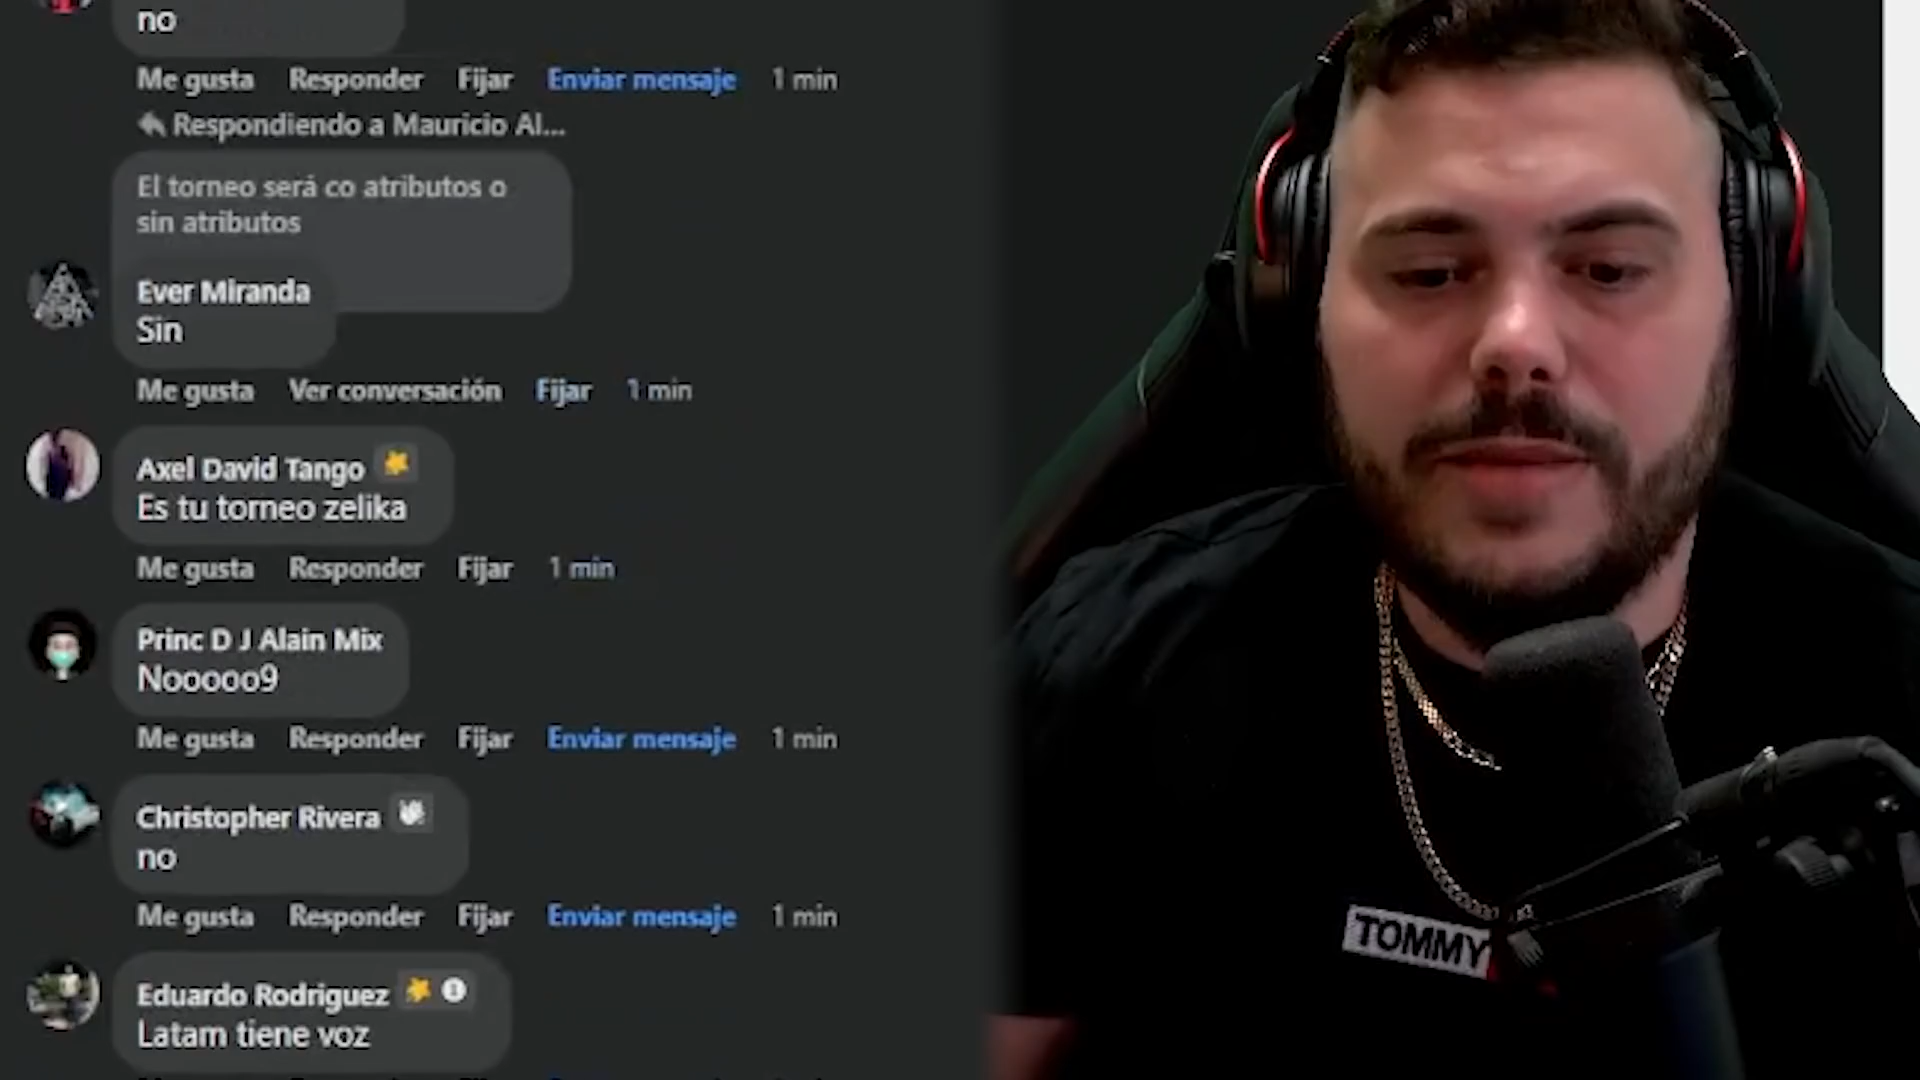 no
Me gusta Responder Fijar Enviar mensaje 1 min
Respondiendo a Mauricio Al...
El torneo será co atributos o
sin atributos
Ever Miranda
Sin
Me gusta Ver conversación Fijar 1 min
Axel David Tango
Es tu torneo zelika
Me gusta Responder Fijar 1 min
Princ D J Alain Mix
Nooooo9
Me gusta Responder Fijar Enviar mensaje 1 min
Christopher Rivera
no
Me gusta Responder Fijar Enviar mensaje 1 min
Eduardo Rodriguez
Latam tiene voz
TOMMY